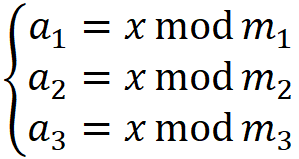 a₁ = x mod m₁
a₂ = x mod m₂
a₃ = x mod m₃